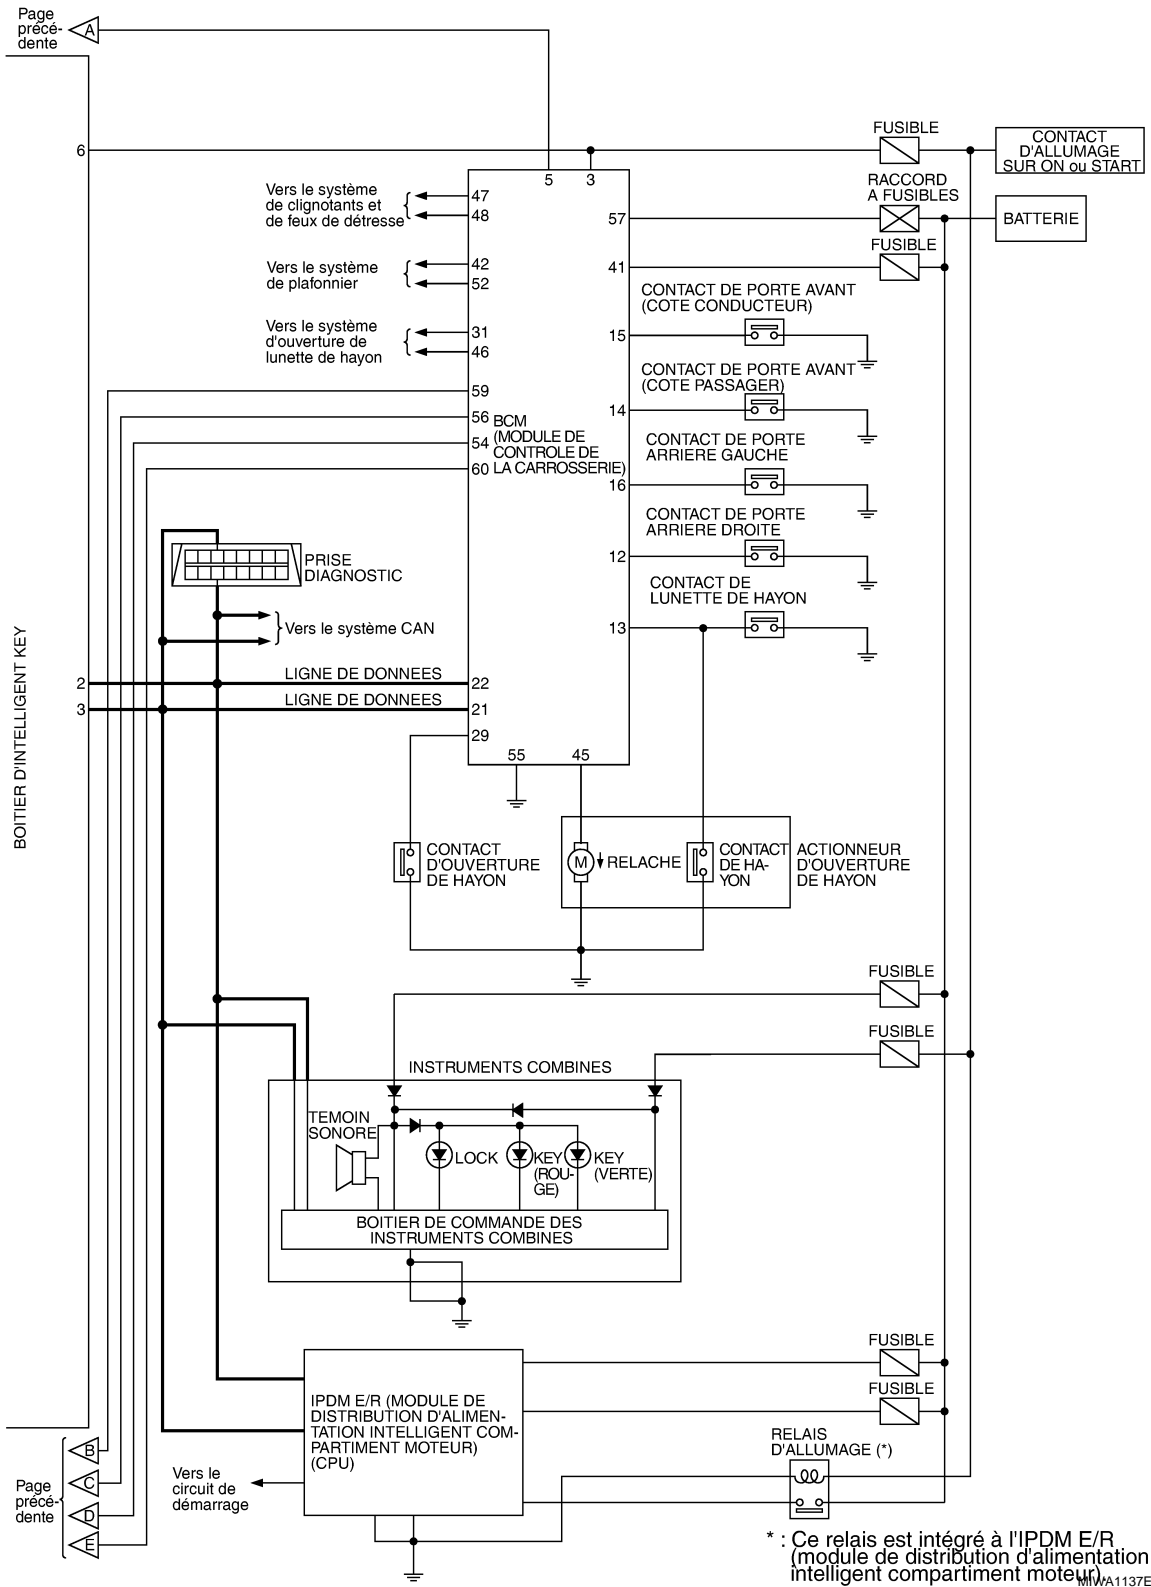 Page
précé-
dente
A
6
FUSIBLE
CONTACT
D'ALLUMAGE
SUR ON ou START
5
3
RACCORD
A FUSIBLES
BATTERIE
57
FUSIBLE
41
Vers le système
de clignotants et
de feux de détresse
47
48
Vers le système
de plafonnier
42
52
Vers le système
d'ouverture de
lunette de hayon
31
46
59
56
54
60
BCM
(MODULE DE
CONTROLE DE
LA CARROSSERIE)
CONTACT DE PORTE AVANT
(COTE CONDUCTEUR)
15
CONTACT DE PORTE AVANT
(COTE PASSAGER)
14
CONTACT DE PORTE
ARRIERE GAUCHE
16
CONTACT DE PORTE
ARRIERE DROITE
12
CONTACT DE
LUNETTE DE HAYON
13
PRISE
DIAGNOSTIC
Vers le système CAN
BOITIER D'INTELLIGENT KEY
2
LIGNE DE DONNEES
22
3
LIGNE DE DONNEES
21
29
55
45
CONTACT
D'OUVERTURE
DE HAYON
M
RELACHE
CONTACT
DE HA-
YON
ACTIONNEUR
D'OUVERTURE
DE HAYON
FUSIBLE
FUSIBLE
INSTRUMENTS COMBINES
TEMOIN
SONORE
LOCK
KEY
(ROU-
GE)
KEY
(VERTE)
BOITIER DE COMMANDE DES
INSTRUMENTS COMBINES
FUSIBLE
FUSIBLE
IPDM E/R (MODULE DE
DISTRIBUTION D'ALIMEN-
TATION INTELLIGENT COM-
PARTIMENT MOTEUR)
(CPU)
RELAIS
D'ALLUMAGE (*)
Vers le
circuit de
démarrage
Page
précé-
dente
B
C
D
E
* : Ce relais est intégré à l'IPDM E/R
(module de distribution d'alimentation
intelligent compartiment moteur).
MIWA1137E